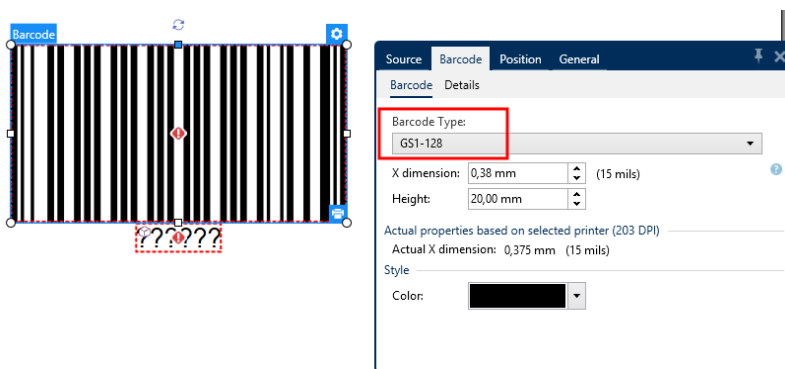 Barcode
??????
Source Barcode Position General
Barcode Details
Barcode Type:
GS1-128
X dimension: 0,38 mm (15 mils)
Height: 20,00 mm
Actual properties based on selected printer (203 DPI)
Actual X dimension: 0,375 mm (15 mils)
Style
Color: